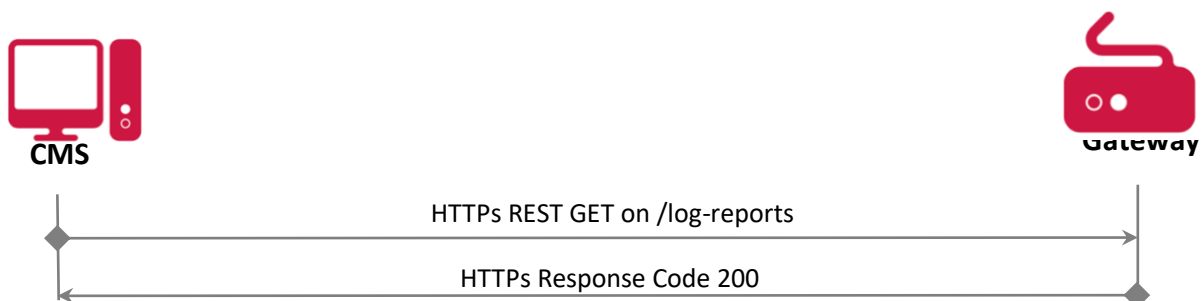 CMS
Gateway
HTTPs REST GET on /log-reports
HTTPs Response Code 200